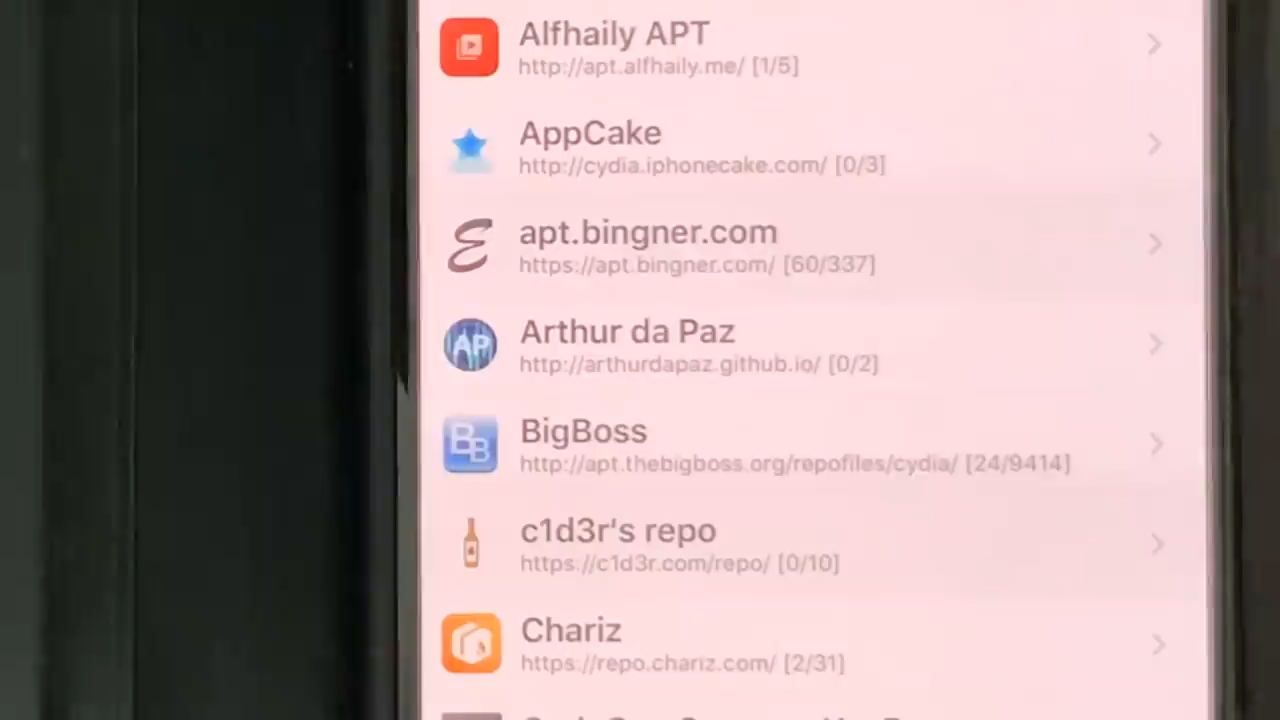 Alfhaily APT
http://apt.alfhaily.me/ [1/5]
AppCake
http://cydia.iphonecake.com/ [0/3]
apt.bingner.com
https://apt.bingner.com/ [60/337]
AP
Arthur da Paz
http://arthurdapaz.github.io/ [0/2]
BB
BigBoss
http://apt.thebigboss.org/repofiles/cydia/ [24/9414]
c1d3r's repo
https://c1d3r.com/repo/ [0/10]
Chariz
https://repo.chariz.com/ [2/31]